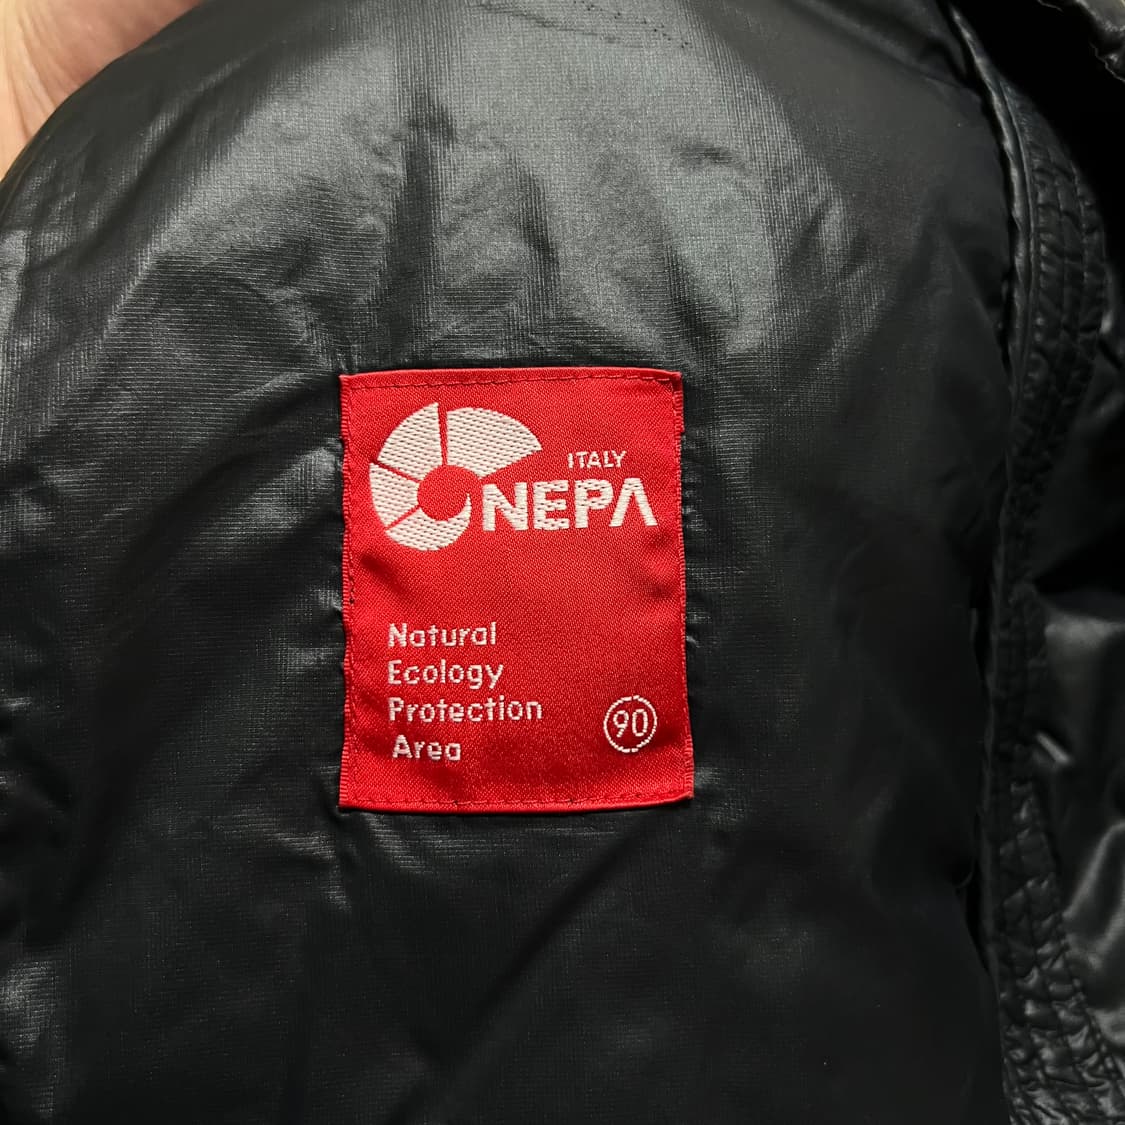 ITALY
NEPA
Natural
Ecology
Protection
Area
90